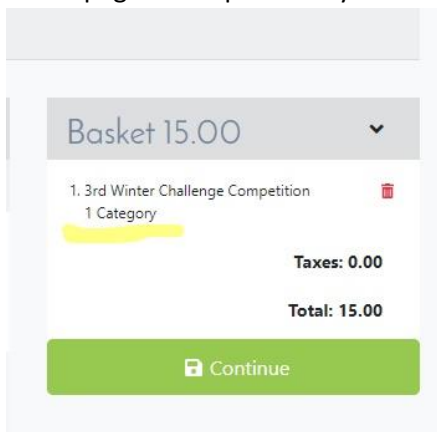 Basket 15.00
1. 3rd Winter Challenge Competition
1 Category
Taxes: 0.00
Total: 15.00
Continue